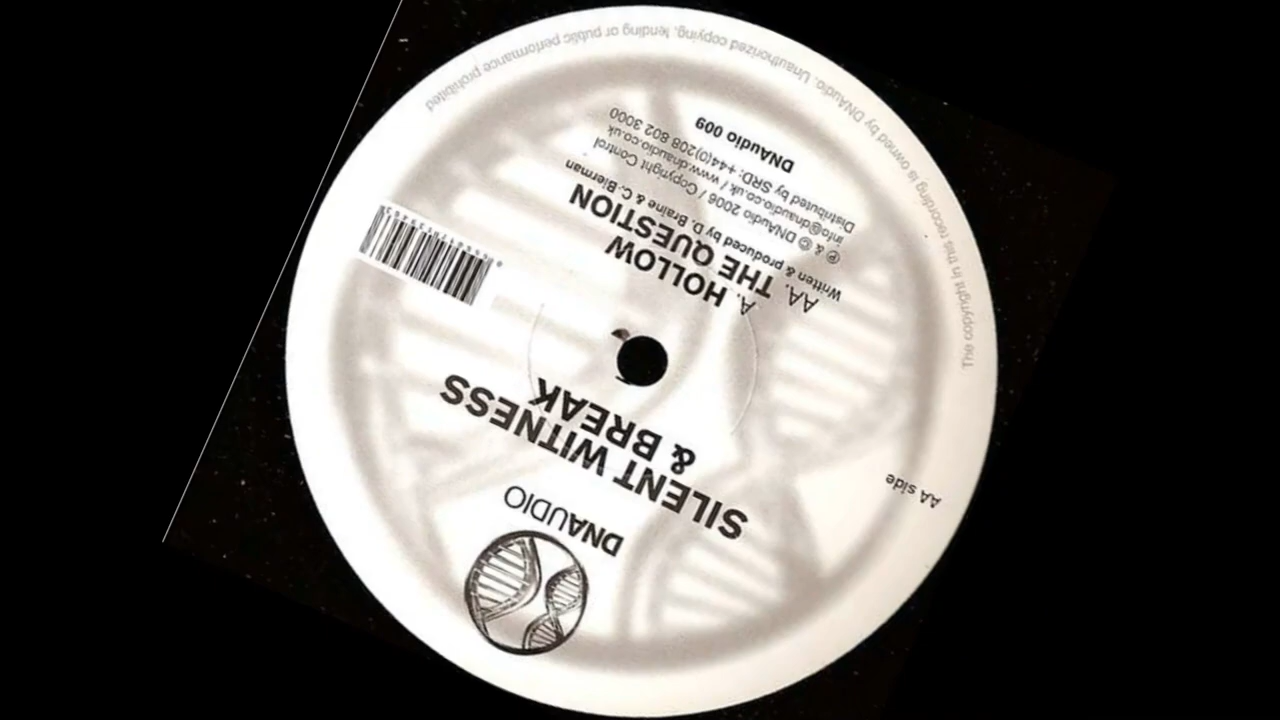 DNAUDIO
SILENT WITNESS
& BREAK
AA side
A. HOLLOW
AA. THE QUESTION
Written & produced by D. Braine & C. Bierman
℗ & © DNAudio 2006 / Copyright Control
info@dnaudio.co.uk / www.dnaudio.co.uk
Distributed by SRD: +44(0)208 802 3000
DNAudio 009
The copyright in this recording is owned by DNAudio. Unauthorized copying, lending or public performance prohibited